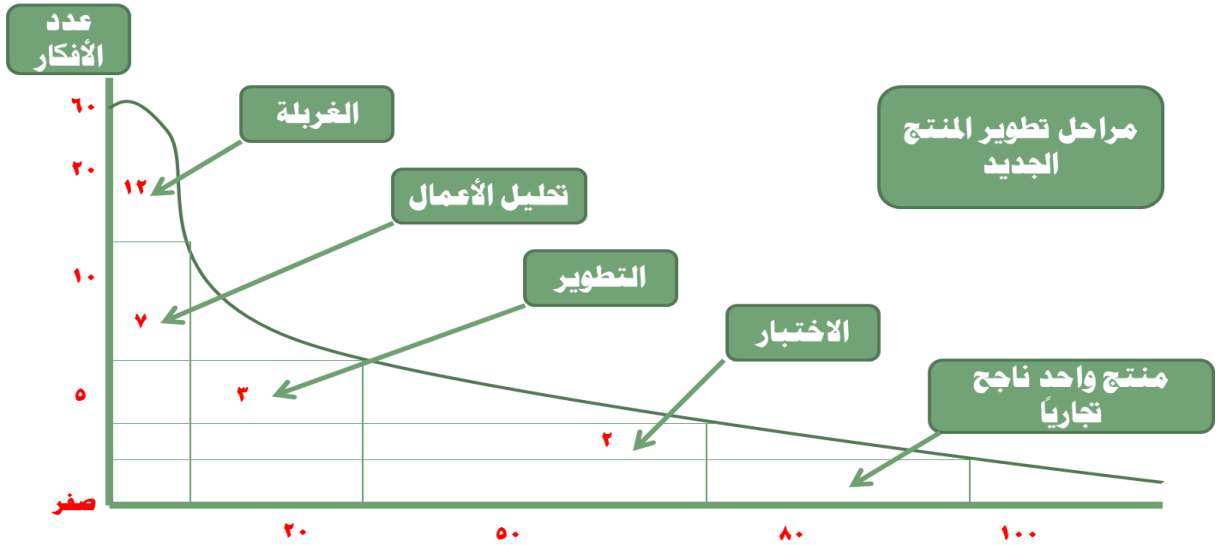 عدد
الأفكار
٦٠
الغربلة
مراحل تطوير المنتج
الجديد
٢٠
١٢
تحليل الأعمال
١٠
التطوير
٧
الاختبار
منتج واحد ناجح
تجارياً
٥
٣
٢
صفر
٢٠
٥٠
٨٠
١٠٠